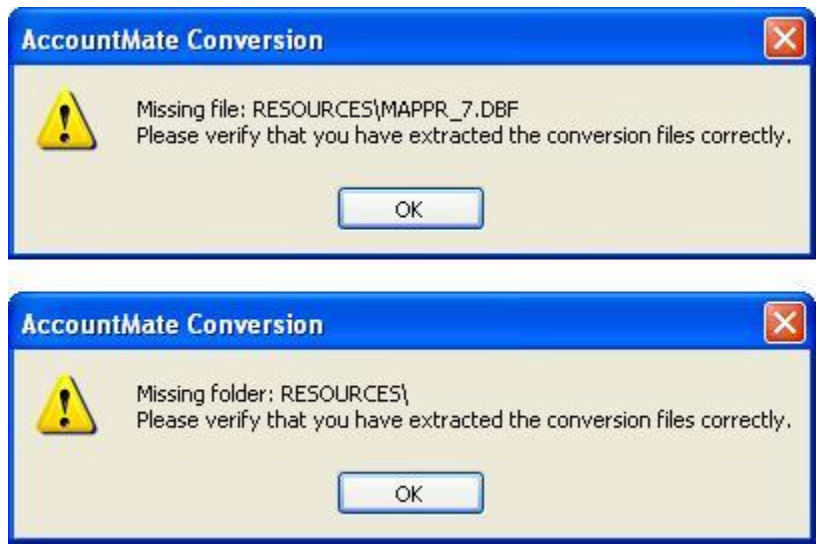 AccountMate Conversion
Missing file: RESOURCES\MAPPR_7.DBF
Please verify that you have extracted the conversion files correctly.
OK
AccountMate Conversion
Missing folder: RESOURCES\
Please verify that you have extracted the conversion files correctly.
OK